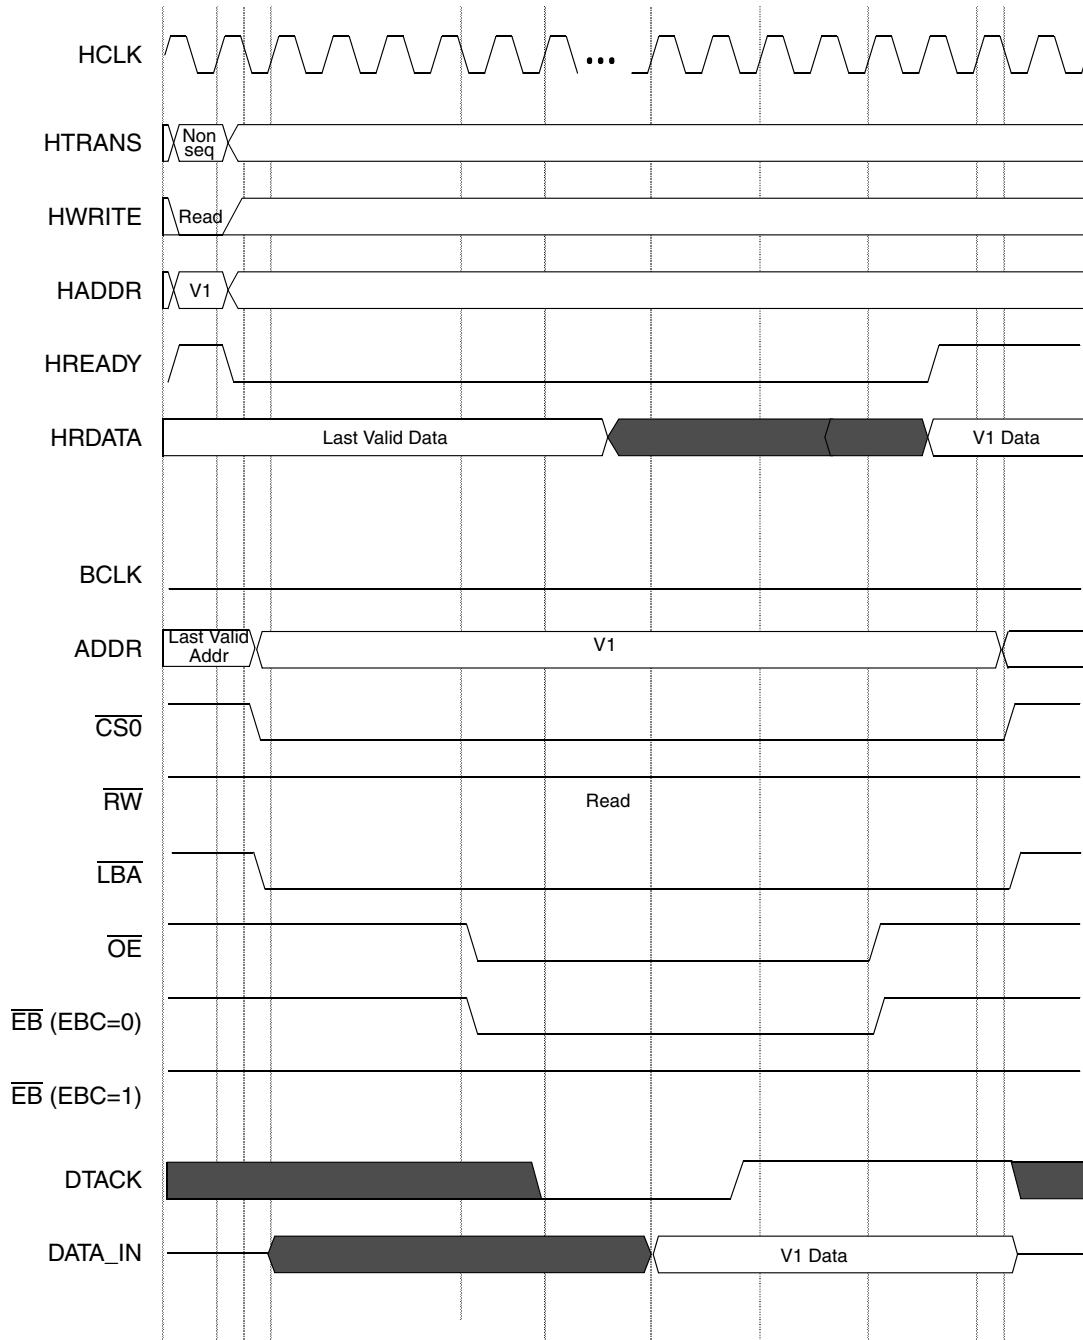 HCLK
...
HTRANS
Non
seq
HWRITE
Read
HADDR
V1
HREADY
HRDATA
Last Valid Data
V1 Data
BCLK
ADDR
Last Valid
Addr
V1
CS0
RW
Read
LBA
OE
EB (EBC=0)
EB (EBC=1)
DTACK
DATA_IN
V1 Data